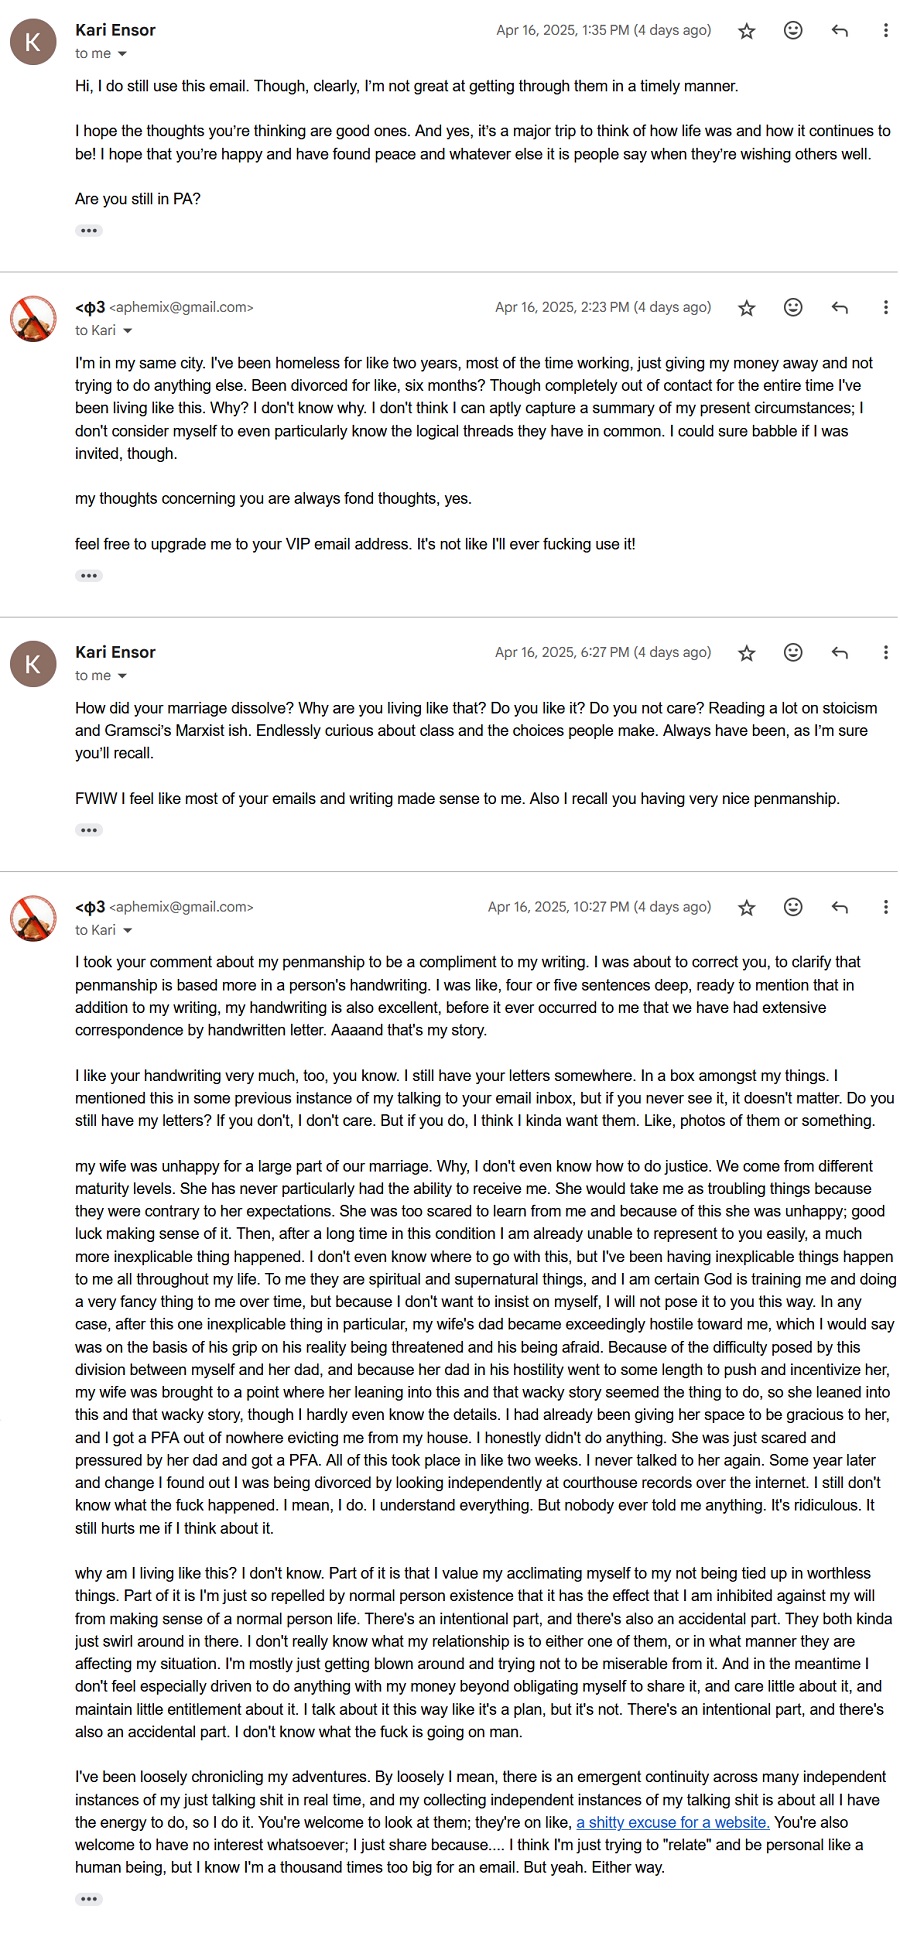 Kari Ensor
Apr 16, 2025, 1:35 PM (4 days ago)
K
to me
Hi, I do still use this email. Though, clearly, I'm not great at getting through them in a timely manner.
I hope the thoughts you're thinking are good ones. And yes, it's a major trip to think of how life was and how it continues to
be! I hope that you're happy and have found peace and whatever else it is people say when they're wishing others well.
Are you still in PA?
<ф3 <aphemix@gmail.com>
Apr 16, 2025, 2:23 PM (4 days ago)
to Kari
I'm in my same city. I've been homeless for like two years, most of the time working, just giving my money away and not
trying to do anything else. Been divorced for like, six months? Though completely out of contact for the entire time I've
been living like this. Why? I don't know why. I don't think I can aptly capture a summary of my present circumstances; I
don't consider myself to even particularly know the logical threads they have in common. I could sure babble if I was
invited, though.
my thoughts concerning you are always fond thoughts, yes.
feel free to upgrade me to your VIP email address. It's not like I'll ever fucking use it!
Kari Ensor
Apr 16, 2025, 6:27 PM (4 days ago)
K
to me
How did your marriage dissolve? Why are you living like that? Do you like it? Do you not care? Reading a lot on stoicism
and Gramsci's Marxist ish. Endlessly curious about class and the choices people make. Always have been, as I'm sure
you'll recall.
FWIW I feel like most of your emails and writing made sense to me. Also I recall you having very nice penmanship.
<ф3 <aphemix@gmail.com>
Apr 16, 2025, 10:27 PM (4 days ago)
to Kari
I took your comment about my penmanship to be a compliment to my writing. I was about to correct you, to clarify that
penmanship is based more in a person's handwriting. I was like, four or five sentences deep, ready to mention that in
addition to my writing, my handwriting is also excellent, before it ever occurred to me that we have had extensive
correspondence by handwritten letter. Aaaand that's my story.
I like your handwriting very much, too, you know. I still have your letters somewhere. In a box amongst my things. I
mentioned this in some previous instance of my talking to your email inbox, but if you never see it, it doesn't matter. Do you
still have my letters? If you don't, I don't care. But if you do, I think I kinda want them. Like, photos of them or something.
my wife was unhappy for a large part of our marriage. Why, I don't even know how to do justice. We come from different
maturity levels. She has never particularly had the ability to receive me. She would take me as troubling things because
they were contrary to her expectations. She was too scared to learn from me and because of this she was unhappy; good
luck making sense of it. Then, after a long time in this condition I am already unable to represent to you easily, a much
more inexplicable thing happened. I don't even know where to go with this, but I've been having inexplicable things happen
to me all throughout my life. To me they are spiritual and supernatural things, and I am certain God is training me and doing
a very fancy thing to me over time, but because I don't want to insist on myself, I will not pose it to you this way. In any
case, after this one inexplicable thing in particular, my wife's dad became exceedingly hostile toward me, which I would say
was on the basis of his grip on his reality being threatened and his being afraid. Because of the difficulty posed by this
division between myself and her dad, and because her dad in his hostility went to some length to push and incentivize her,
my wife was brought to a point where her leaning into this and that wacky story seemed the thing to do, so she leaned into
this and that wacky story, though I hardly even know the details. I had already been giving her space to be gracious to her,
and I got a PFA out of nowhere evicting me from my house. I honestly didn't do anything. She was just scared and
pressured by her dad and got a PFA. All of this took place in like two weeks. I never talked to her again. Some year later
and change I found out I was being divorced by looking independently at courthouse records over the internet. I still don't
know what the fuck happened. I mean, I do. I understand everything. But nobody ever told me anything. It's ridiculous. It
still hurts me if I think about it.
why am I living like this? I don't know. Part of it is that I value my acclimating myself to my not being tied up in worthless
things. Part of it is I'm just so repelled by normal person existence that it has the effect that I am inhibited against my will
from making sense of a normal person life. There's an intentional part, and there's also an accidental part. They both kinda
just swirl around in there. I don't really know what my relationship is to either one of them, or in what manner they are
affecting my situation. I'm mostly just getting blown around and trying not to be miserable from it. And in the meantime I
don't feel especially driven to do anything with my money beyond obligating myself to share it, and care little about it, and
maintain little entitlement about it. I talk about it this way like it's a plan, but it's not. There's an intentional part, and there's
also an accidental part. I don't know what the fuck is going on man.
I've been loosely chronicling my adventures. By loosely I mean, there is an emergent continuity across many independent
instances of my just talking shit in real time, and my collecting independent instances of my talking shit is about all I have
the energy to do, so I do it. You're welcome to look at them; they're on like, a shitty excuse for a website. You're also
welcome to have no interest whatsoever; I just share because.... I think I'm just trying to "relate" and be personal like a
human being, but I know I'm a thousand times too big for an email. But yeah. Either way.